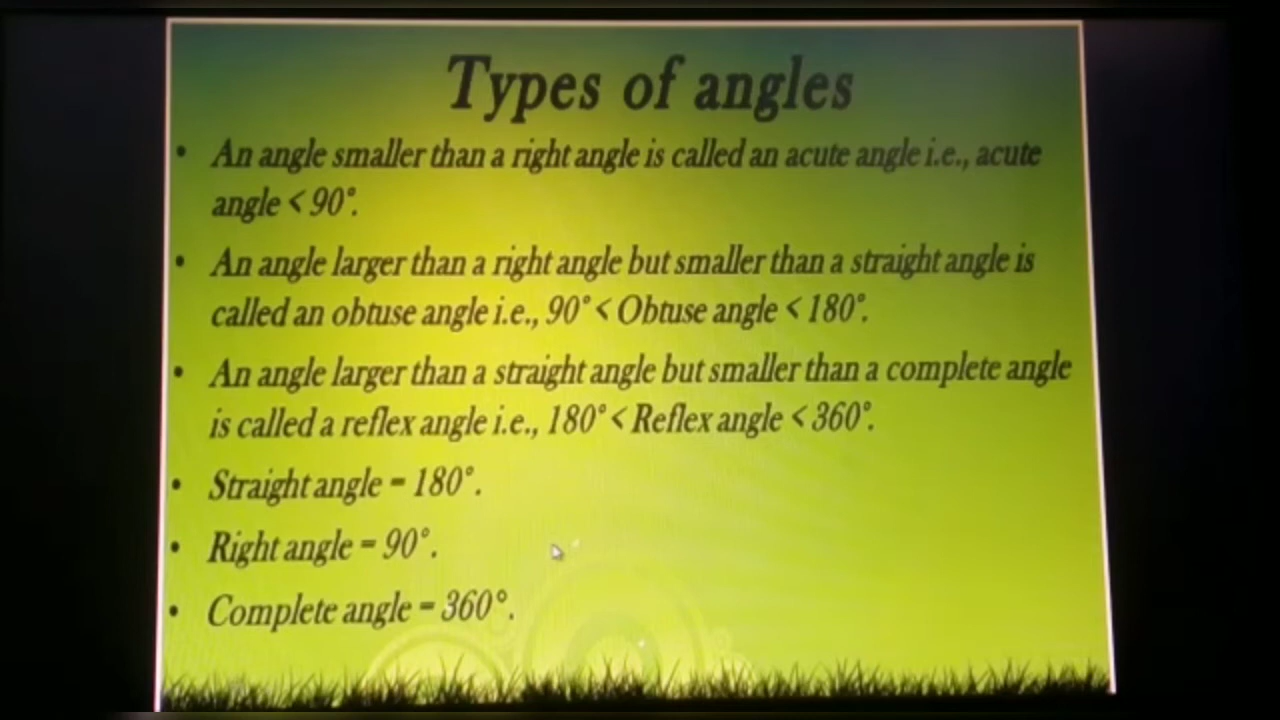 Types of angles
• An angle smaller than a right angle is called an acute angle i.e., acute
angle < 90°.
• An angle larger than a right angle but smaller than a straight angle is
called an obtuse angle i.e., 90° < Obtuse angle < 180°.
• An angle larger than a straight angle but smaller than a complete angle
is called a reflex angle i.e., 180° < Reflex angle < 360°.
• Straight angle = 180°.
• Right angle = 90°.
• Complete angle = 360°.